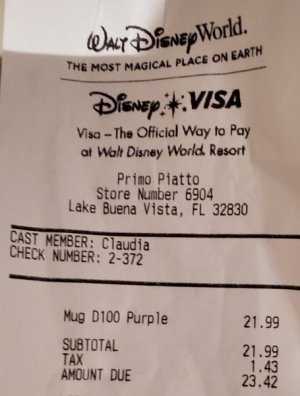 WALT DISNEY World.
THE MOST MAGICAL PLACE ON EARTH
DISNEY VISA
Visa – The Official Way to Pay
at Walt Disney World Resort
Primo Piatto
Store Number 6904
Lake Buena Vista, FL 32830
CAST MEMBER: Claudia
CHECK NUMBER: 2-372
Mug D100 Purple 21.99
SUBTOTAL 21.99
TAX 1.43
AMOUNT DUE 23.42